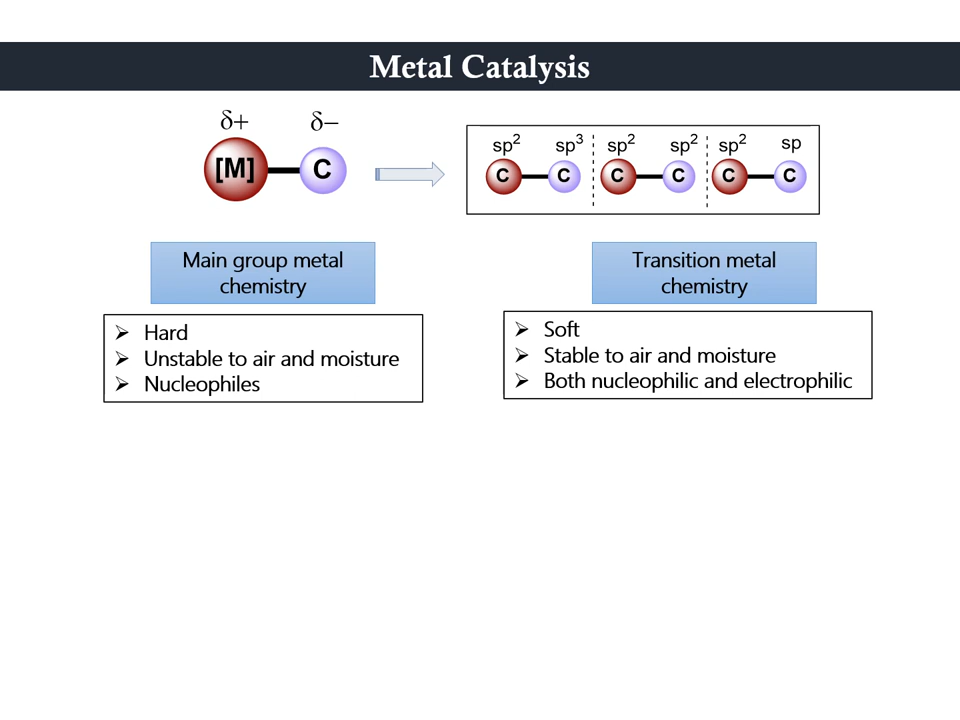 Metal Catalysis
δ+ δ−
[M] C
sp² sp³ sp² sp² sp² sp
C C C C C C
Main group metal
chemistry
Transition metal
chemistry
➢ Hard
➢ Unstable to air and moisture
➢ Nucleophiles
➢ Soft
➢ Stable to air and moisture
➢ Both nucleophilic and electrophilic